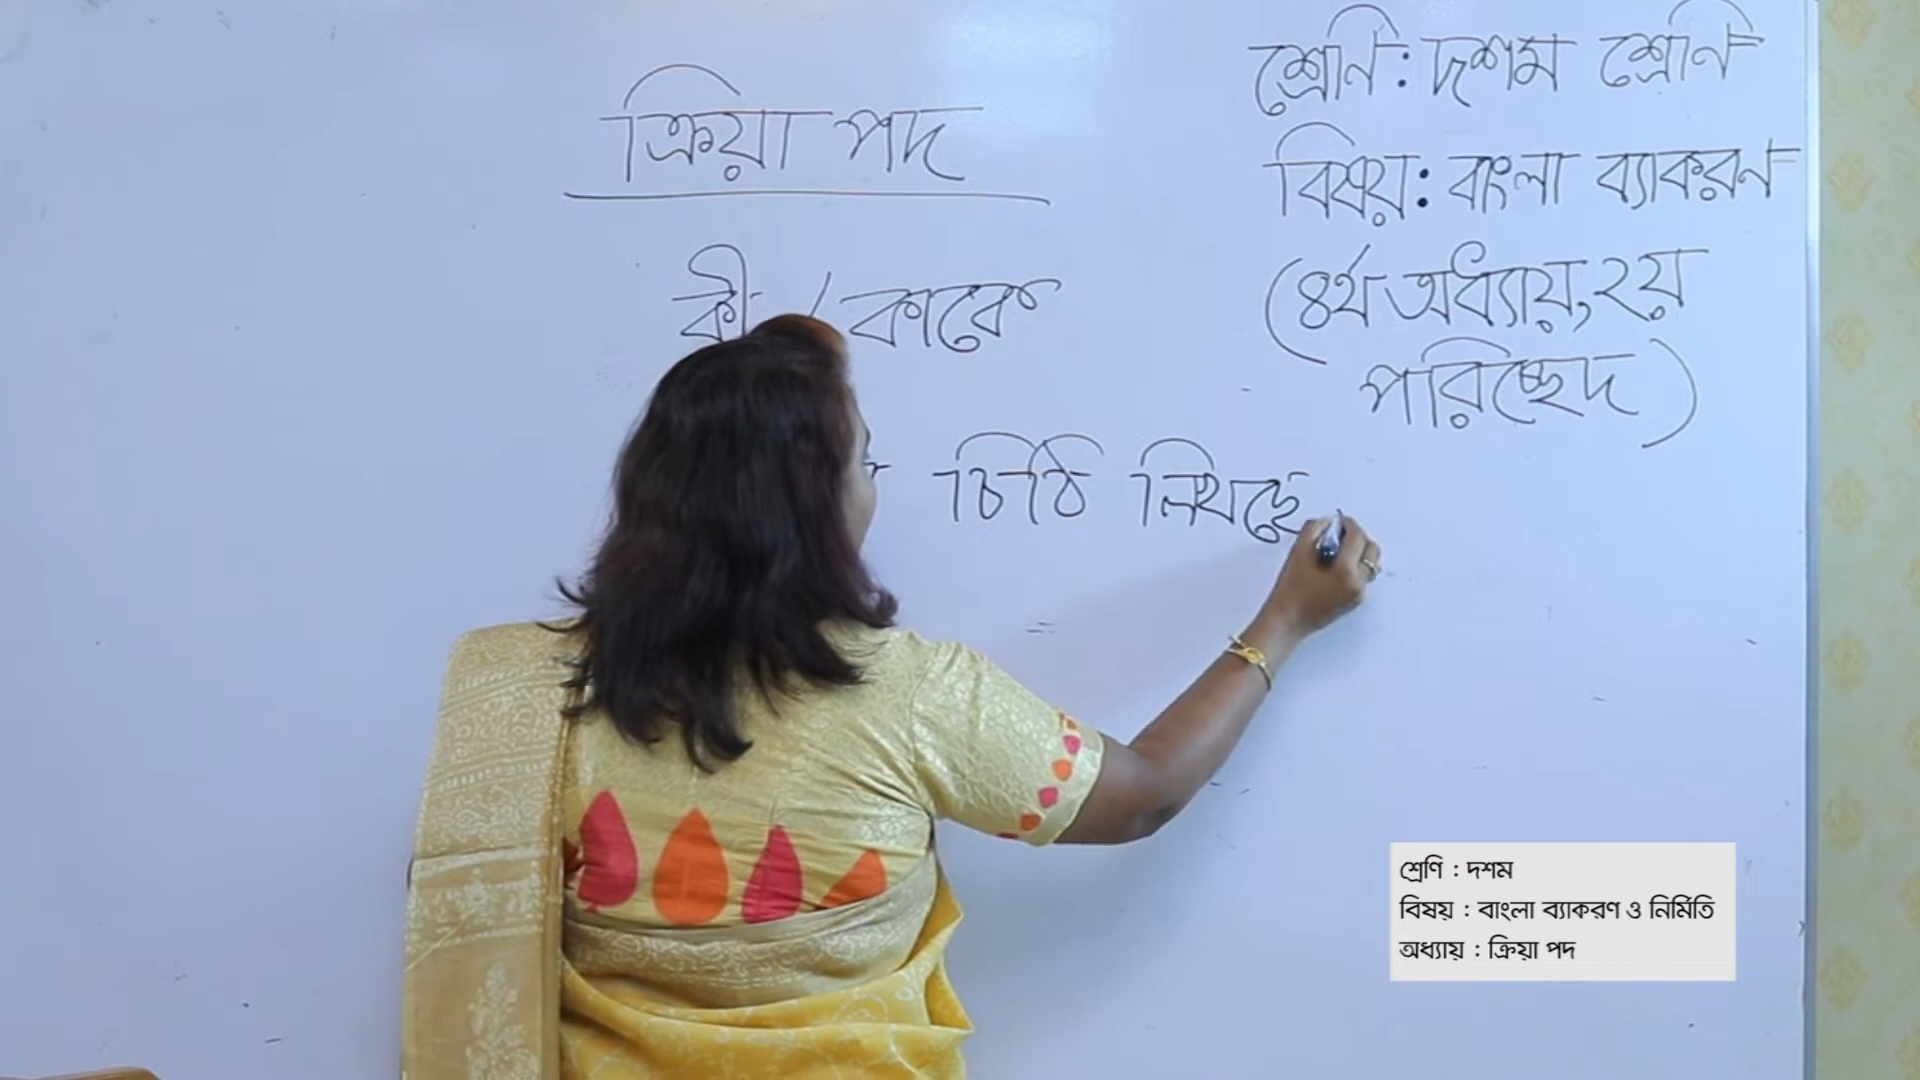 ক্রিয়া পদ
কী / কাকে
চিঠি লিখছে
শ্রেণি : দশম শ্রেণি
বিষয় : বাংলা ব্যাকরণ
(৪র্থ অধ্যায়, ২য়
পরিচ্ছেদ)
শ্রেণি : দশম
বিষয় : বাংলা ব্যাকরণ ও নির্মিতি
অধ্যায় : ক্রিয়া পদ